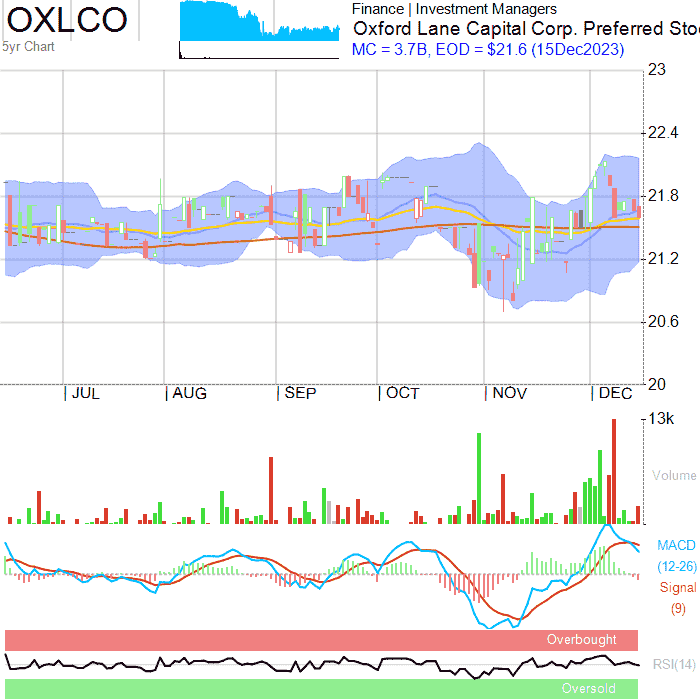 OXLCO
5yr Chart
Finance | Investment Managers
Oxford Lane Capital Corp. Preferred Sto
MC = 3.7B, EOD = $21.6 (15Dec2023)
23
22.4
21.8
21.2
20.6
20
JUL AUG SEP OCT NOV DEC
13k
Volume
MACD
(12-26)
Signal
(9)
Overbought
RSI(14)
Oversold